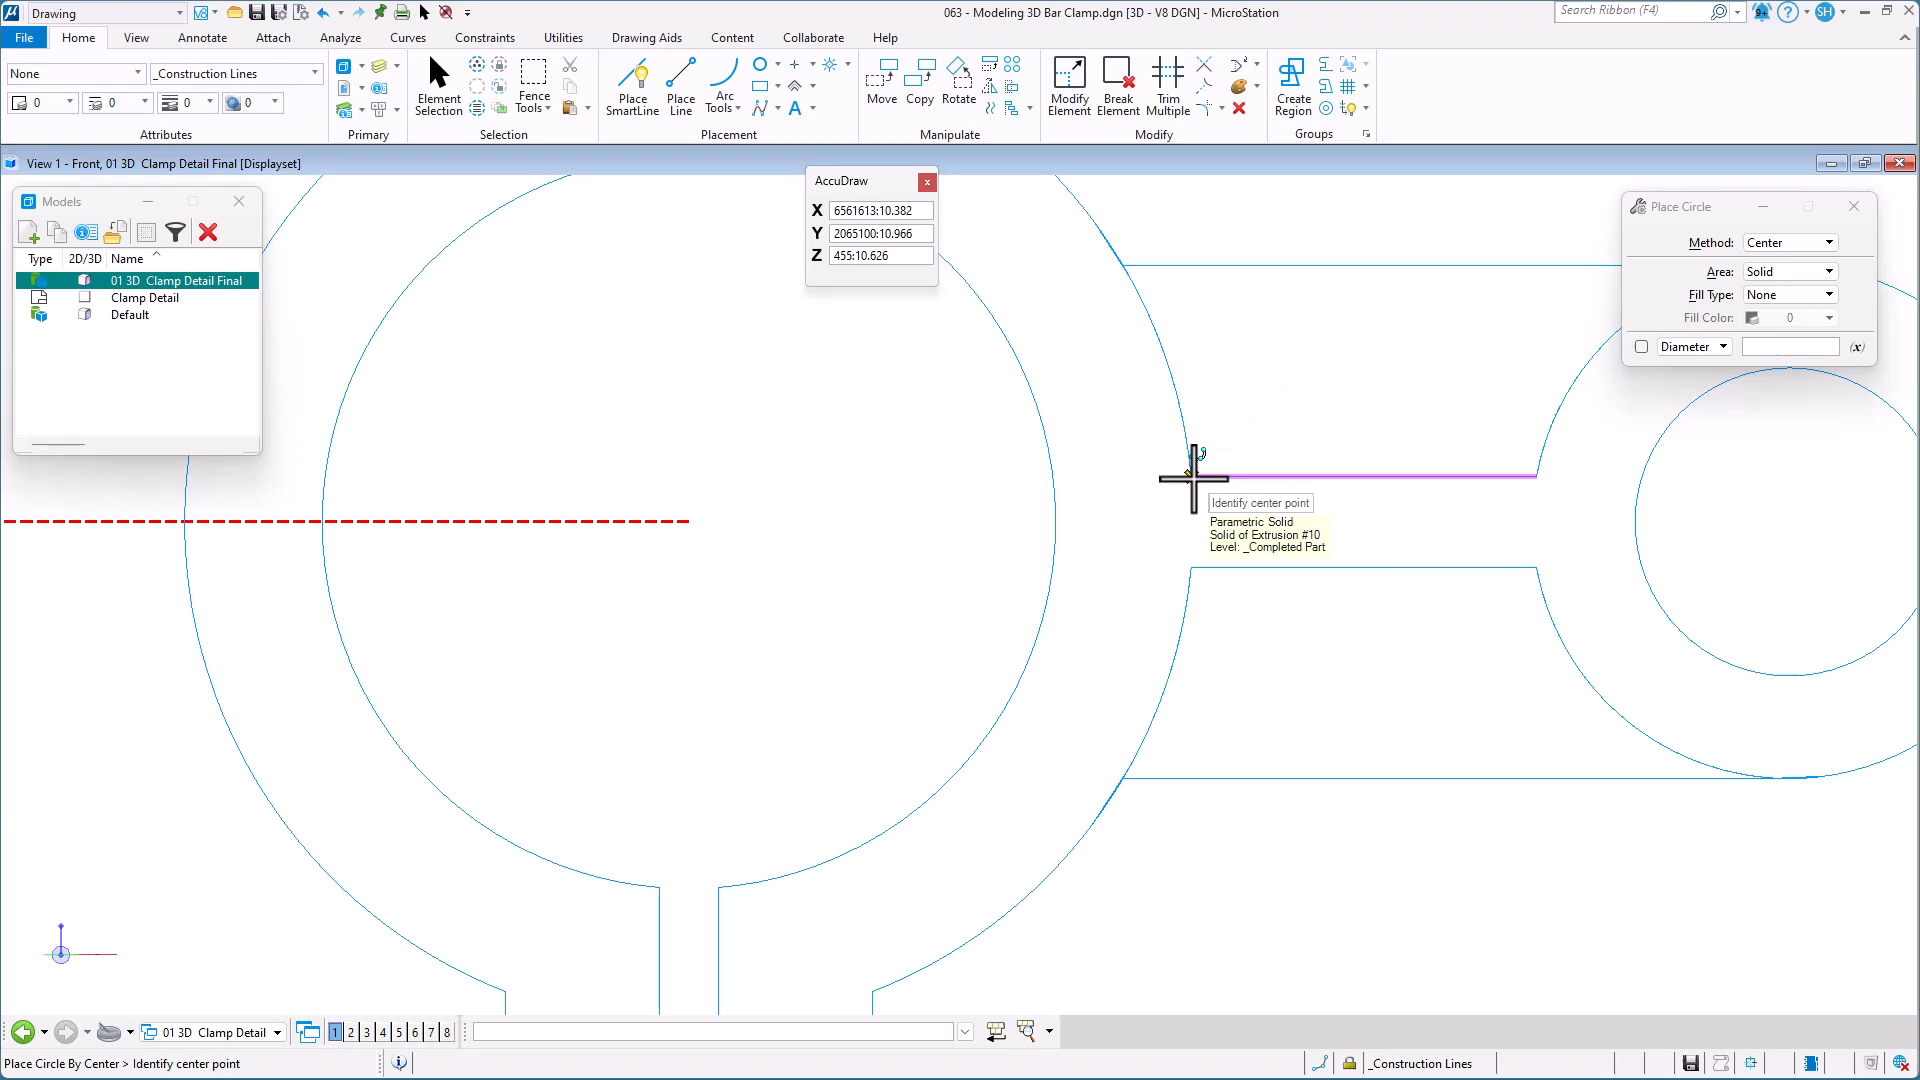 Drawing
063 - Modeling 3D Bar Clamp.dgn [3D - V8 DGN] - MicroStation
Search Ribbon (F4)
9+
SH
File
Home
View
Annotate
Attach
Analyze
Curves
Constraints
Utilities
Drawing Aids
Content
Collaborate
Help
None
_Construction Lines
0
0
0
0
Attributes
Primary
Element Selection
Fence Tools
Selection
Place SmartLine
Place Line
Arc Tools
Placement
Move
Copy
Rotate
Manipulate
Modify Element
Break Element
Trim Multiple
Modify
Create Region
Groups
View 1 - Front, 01 3D Clamp Detail Final [Displayset]
Models
Type
2D/3D
Name
01 3D Clamp Detail Final
Clamp Detail
Default
AccuDraw
X
6561613:10.382
Y
2065100:10.966
Z
455:10.626
Place Circle
Method:
Center
Area:
Solid
Fill Type:
None
Fill Color:
0
Diameter
(x)
Identify center point
Parametric Solid
Solid of Extrusion #10
Level: _Completed Part
01 3D Clamp Detail
1 2 3 4 5 6 7 8
Place Circle By Center > Identify center point
_Construction Lines